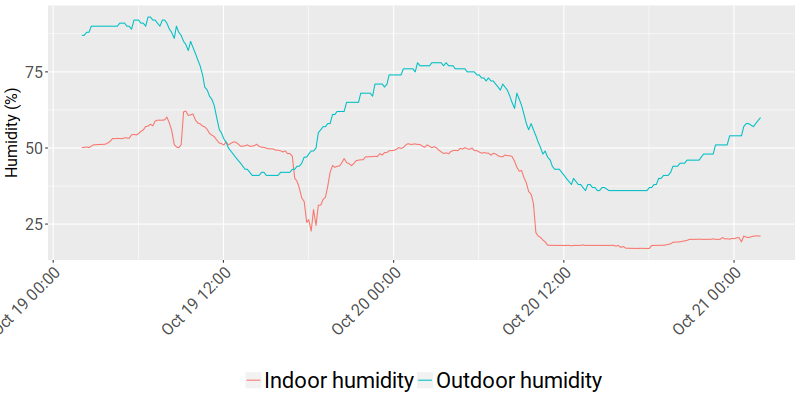 Humidity (%)
75
50
25
Oct 19 00:00
Oct 19 12:00
Oct 20 00:00
Oct 20 12:00
Oct 21 00:00
Indoor humidity Outdoor humidity